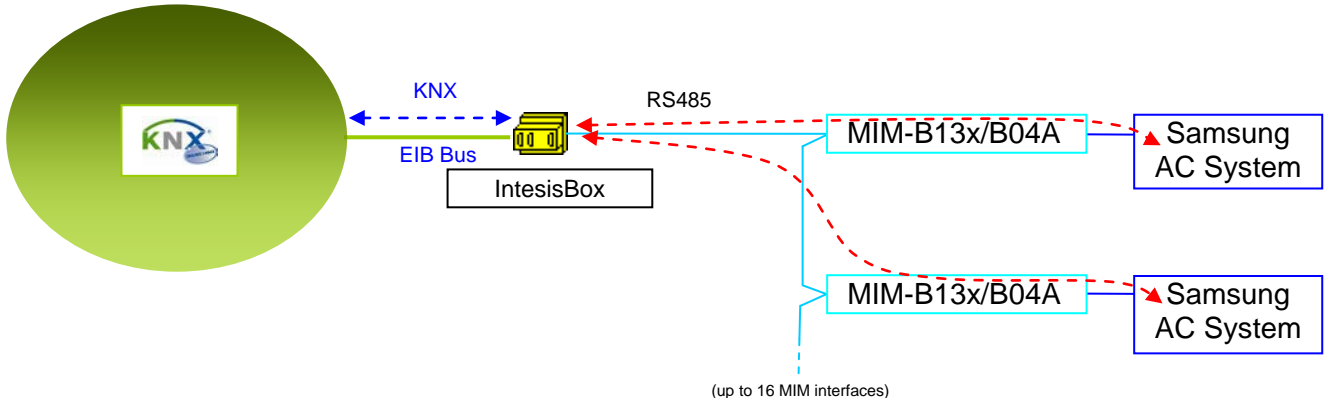 KNX
KNX
EIB Bus
IntesisBox
RS485
MIM-B13x/B04A
Samsung
AC System
MIM-B13x/B04A
Samsung
AC System
(up to 16 MIM interfaces)